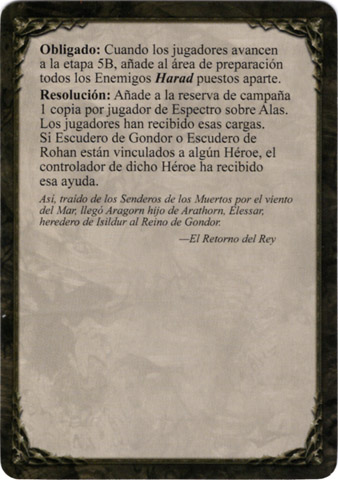 Obligado: Cuando los jugadores avancen
a la etapa 5B, añade al área de preparación
todos los Enemigos Harad puestos aparte.
Resolución: Añade a la reserva de campaña
1 copia por jugador de Espectro sobre Alas.
Los jugadores han recibido esas cargas.
Si Escudero de Gondor o Escudero de
Rohan están vinculados a algún Héroe, el
controlador de dicho Héroe ha recibido
esa ayuda.
Así, traído de los Senderos de los Muertos por el viento
del Mar, llegó Aragorn hijo de Arathorn, Elessar,
heredero de Isildur al Reino de Gondor.
—El Retorno del Rey